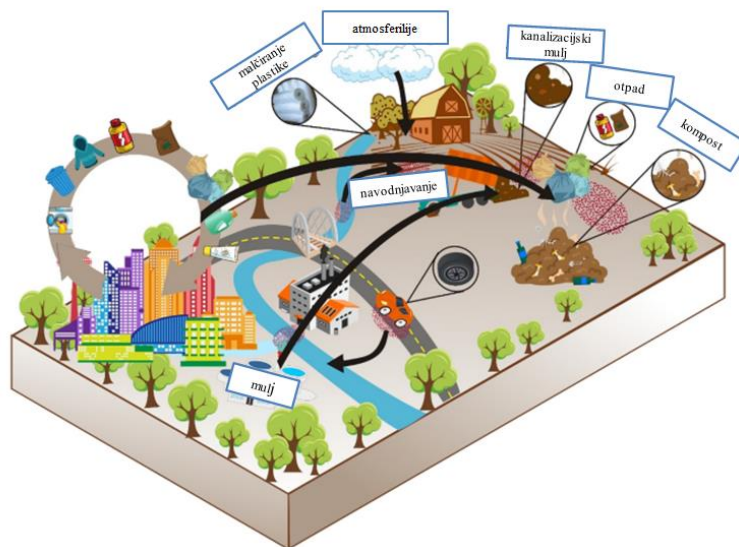 malčiranje
plastike
atmosferilije
kanalizacijski
mulj
otpad
kompost
navodnjavanje
mulj